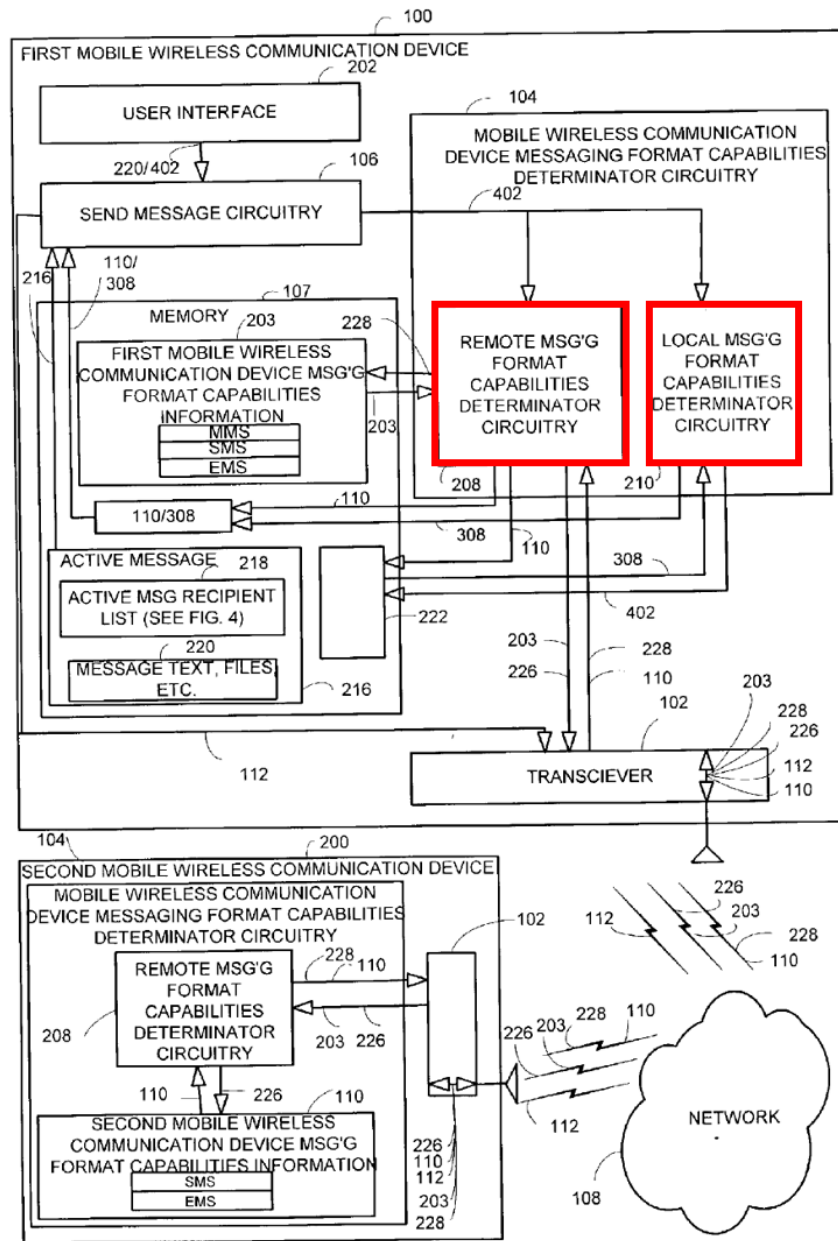 100
FIRST MOBILE WIRELESS COMMUNICATION DEVICE
202
USER INTERFACE
220/402
106
SEND MESSAGE CIRCUITRY
402
104
MOBILE WIRELESS COMMUNICATION
DEVICE MESSAGING FORMAT CAPABILITIES
DETERMINATOR CIRCUITRY
216
110/
308
107
MEMORY
203
FIRST MOBILE WIRELESS
COMMUNICATION DEVICE MSG'G
FORMAT CAPABILITIES
INFORMATION
MMS
SMS
EMS
228
203
REMOTE MSG'G
FORMAT
CAPABILITIES
DETERMINATOR
CIRCUITRY
208
LOCAL MSG'G
FORMAT
CAPABILITIES
DETERMINATOR
CIRCUITRY
210
110/308
110
308
110
308
402
ACTIVE MESSAGE
218
ACTIVE MSG RECIPIENT
LIST (SEE FIG. 4)
220
MESSAGE TEXT, FILES
ETC.
216
222
203
226
228
110
112
102
TRANSCIEVER
203
228
226
112
110
104
200
SECOND MOBILE WIRELESS COMMUNICATION DEVICE
MOBILE WIRELESS COMMUNICATION
DEVICE MESSAGING FORMAT CAPABILITIES
DETERMINATOR CIRCUITRY
REMOTE MSG'G
FORMAT
CAPABILITIES
DETERMINATOR
CIRCUITRY
208
228
110
203
226
102
110
226
110
SECOND MOBILE WIRELESS
COMMUNICATION DEVICE MSG'G
FORMAT CAPABILITIES INFORMATION
SMS
EMS
226
110
112
203
228
112
226
203
228
110
226
203
228
110
112
NETWORK
108